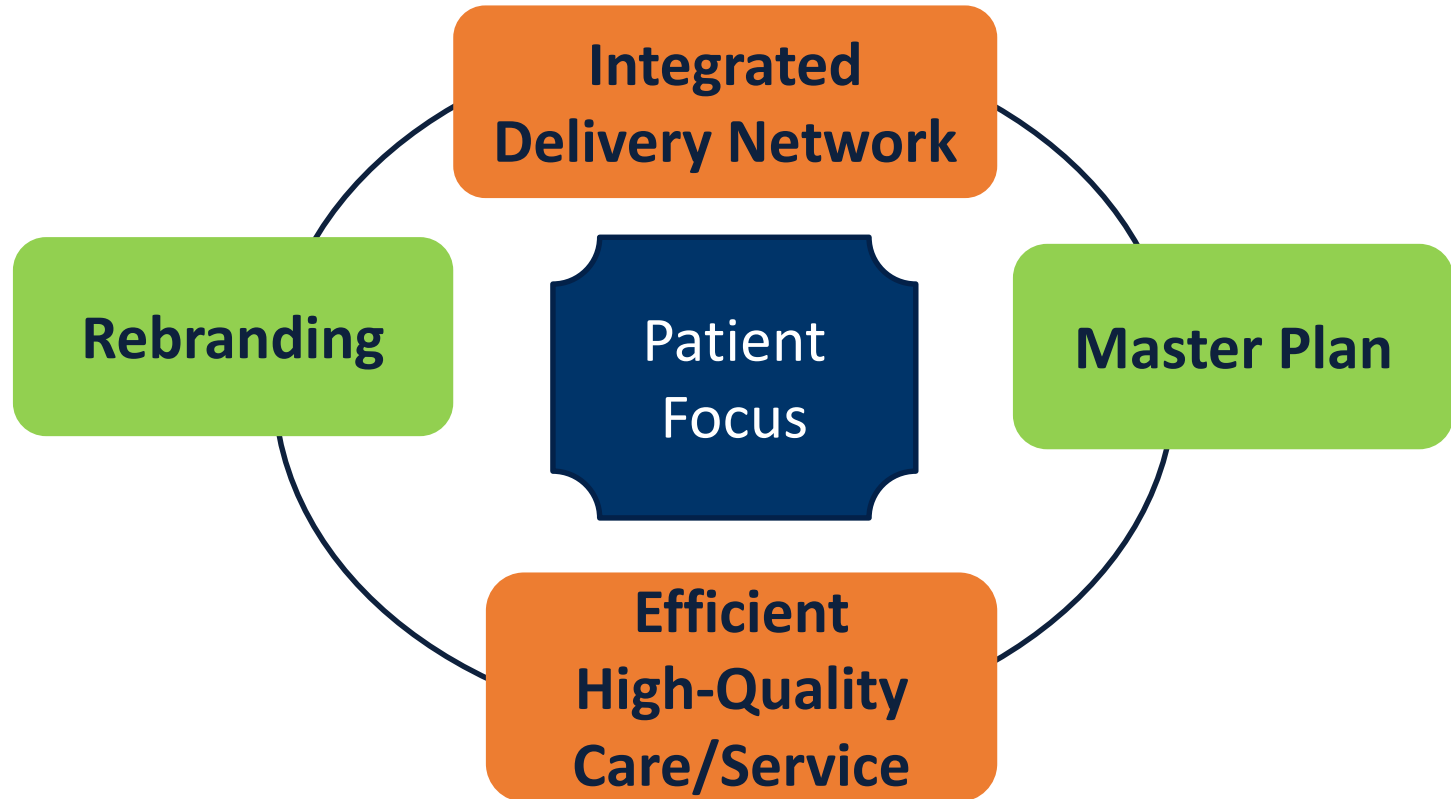 Integrated
Delivery Network
Rebranding
Patient
Focus
Master Plan
Efficient
High-Quality
Care/Service